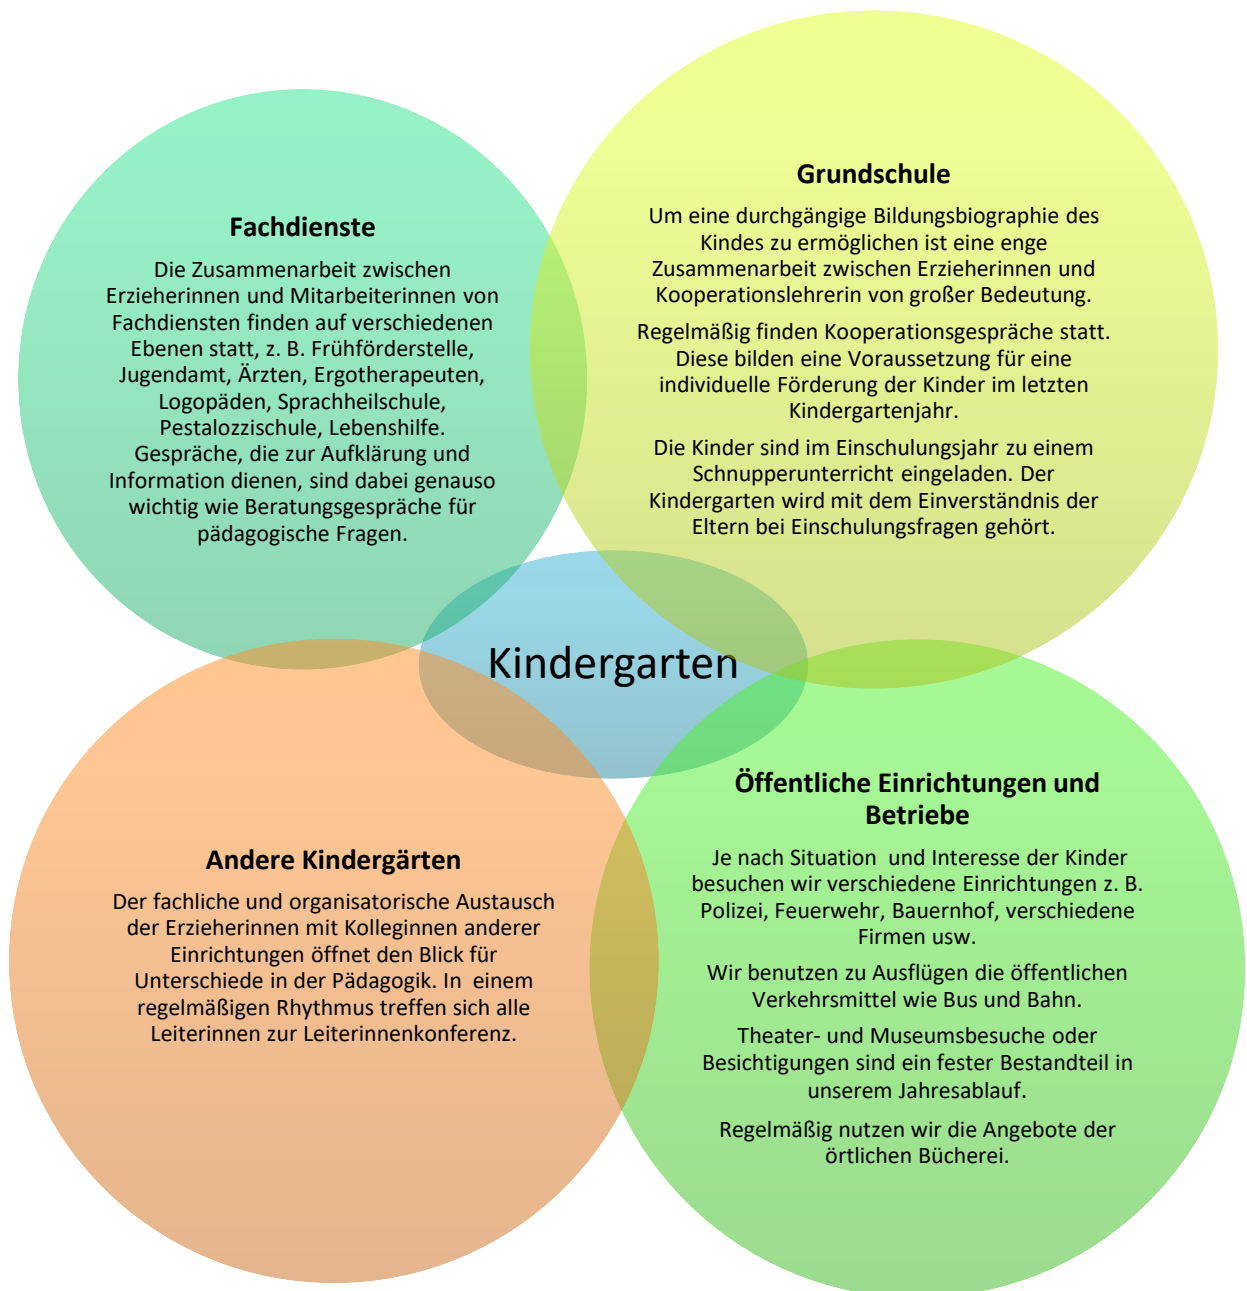 Fachdienste
Die Zusammenarbeit zwischen
Erzieherinnen und Mitarbeiterinnen von
Fachdiensten finden auf verschiedenen
Ebenen statt, z. B. Frühförderstelle,
Jugendamt, Ärzten, Ergotherapeuten,
Logopäden, Sprachheilschule,
Pestalozzischule, Lebenshilfe.
Gespräche, die zur Aufklärung und
Information dienen, sind dabei genauso
wichtig wie Beratungsgespräche für
pädagogische Fragen.
Grundschule
Um eine durchgängige Bildungsbiographie des
Kindes zu ermöglichen ist eine enge
Zusammenarbeit zwischen Erzieherinnen und
Kooperationslehrerin von großer Bedeutung.
Regelmäßig finden Kooperationsgespräche statt.
Diese bilden eine Voraussetzung für eine
individuelle Förderung der Kinder im letzten
Kindergartenjahr.
Die Kinder sind im Einschulungsjahr zu einem
Schnupperunterricht eingeladen. Der
Kindergarten wird mit dem Einverständnis der
Eltern bei Einschulungsfragen gehört.
Kindergarten
Andere Kindergärten
Der fachliche und organisatorische Austausch
der Erzieherinnen mit Kolleginnen anderer
Einrichtungen öffnet den Blick für
Unterschiede in der Pädagogik. In einem
regelmäßigen Rhythmus treffen sich alle
Leiterinnen zur Leiterinnenkonferenz.
Öffentliche Einrichtungen und
Betriebe
Je nach Situation und Interesse der Kinder
besuchen wir verschiedene Einrichtungen z. B.
Polizei, Feuerwehr, Bauernhof, verschiedene
Firmen usw.
Wir benutzen zu Ausflügen die öffentlichen
Verkehrsmittel wie Bus und Bahn.
Theater- und Museumsbesuche oder
Besichtigungen sind ein fester Bestandteil in
unserem Jahresablauf.
Regelmäßig nutzen wir die Angebote der
örtlichen Bücherei.